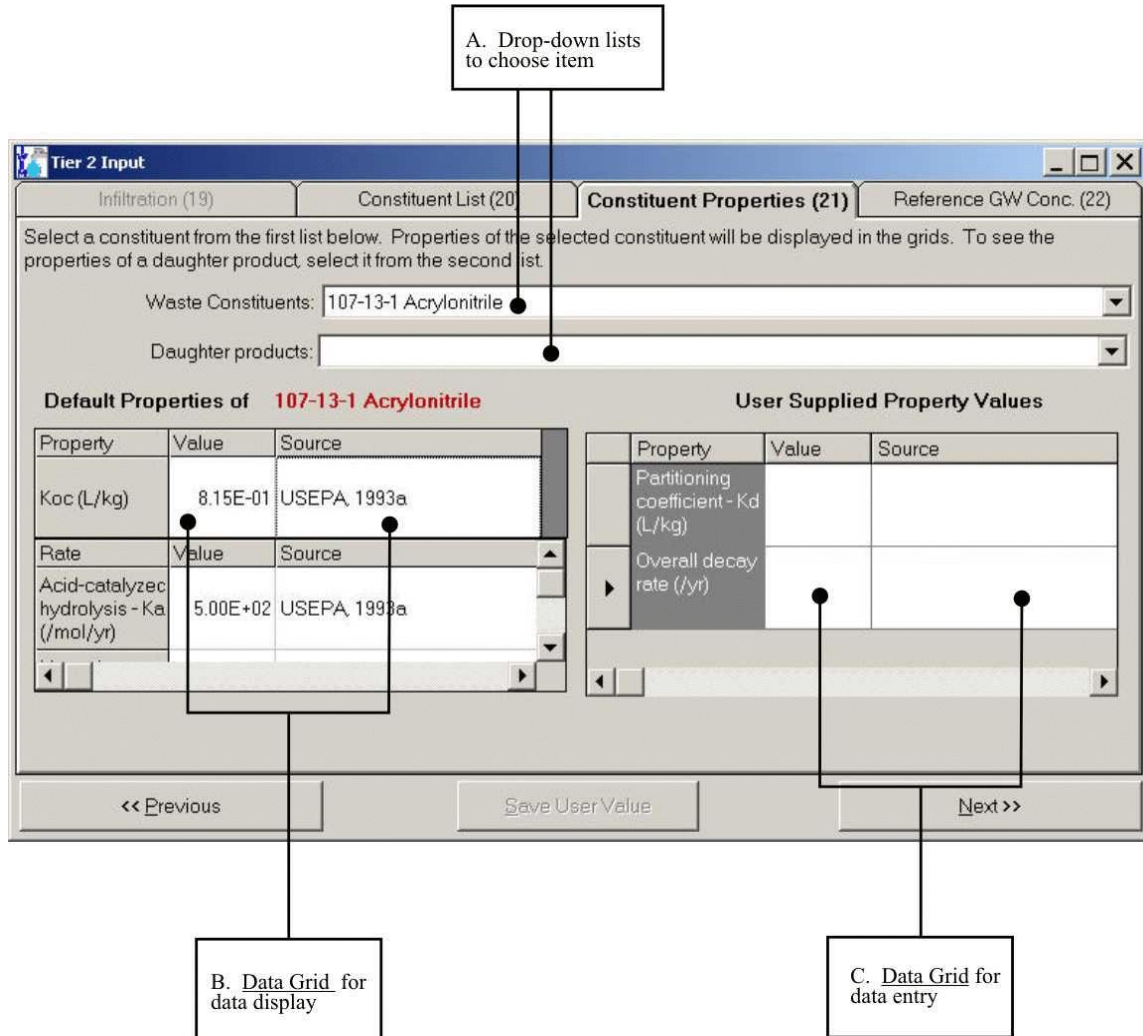 A. Drop-down lists
to choose item
Tier 2 Input
Infiltration (19)
Constituent List (20)
Constituent Properties (21)
Reference GW Conc. (22)
Select a constituent from the first list below. Properties of the selected constituent will be displayed in the grids. To see the
properties of a daughter product, select it from the second list.
Waste Constituents: 107-13-1 Acrylonitrile
Daughter products:
Default Properties of 107-13-1 Acrylonitrile
Property Value Source
Koc (L/kg) 8.15E-01 USEPA, 1993a
Rate Value Source
Acid-catalyzec
hydrolysis - Ka
(/mol/yr)
5.00E+02 USEPA, 1993a
User Supplied Property Values
Property Value Source
Partitioning
coefficient - Kd
(L/kg)
Overall decay
rate (/yr)
<< Previous
Save User Value
Next >>
B. Data Grid for
data display
C. Data Grid for
data entry